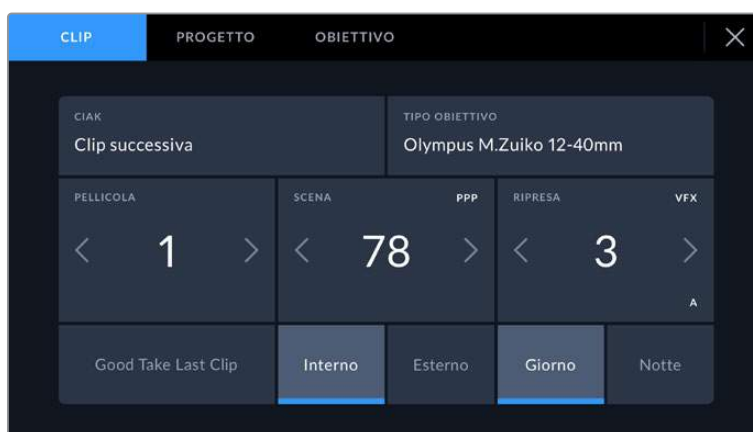 CLIP PROGETTO OBIETTIVO
CIAK TIPO OBIETTIVO
Clip successiva Olympus M.Zuiko 12-40mm
PELLICOLA SCENA PPP RIPRESA VFX
1 78 3
A
Good Take Last Clip Interno Esterno Giorno Notte